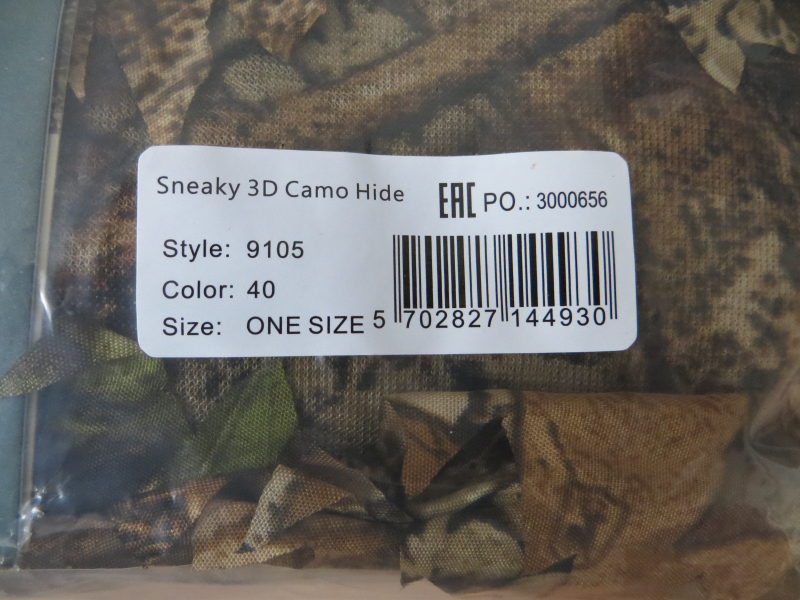 Sneaky 3D Camo Hide
EAC PO.: 3000656
Style: 9105
Color: 40
Size: ONE SIZE
5 702827 144930